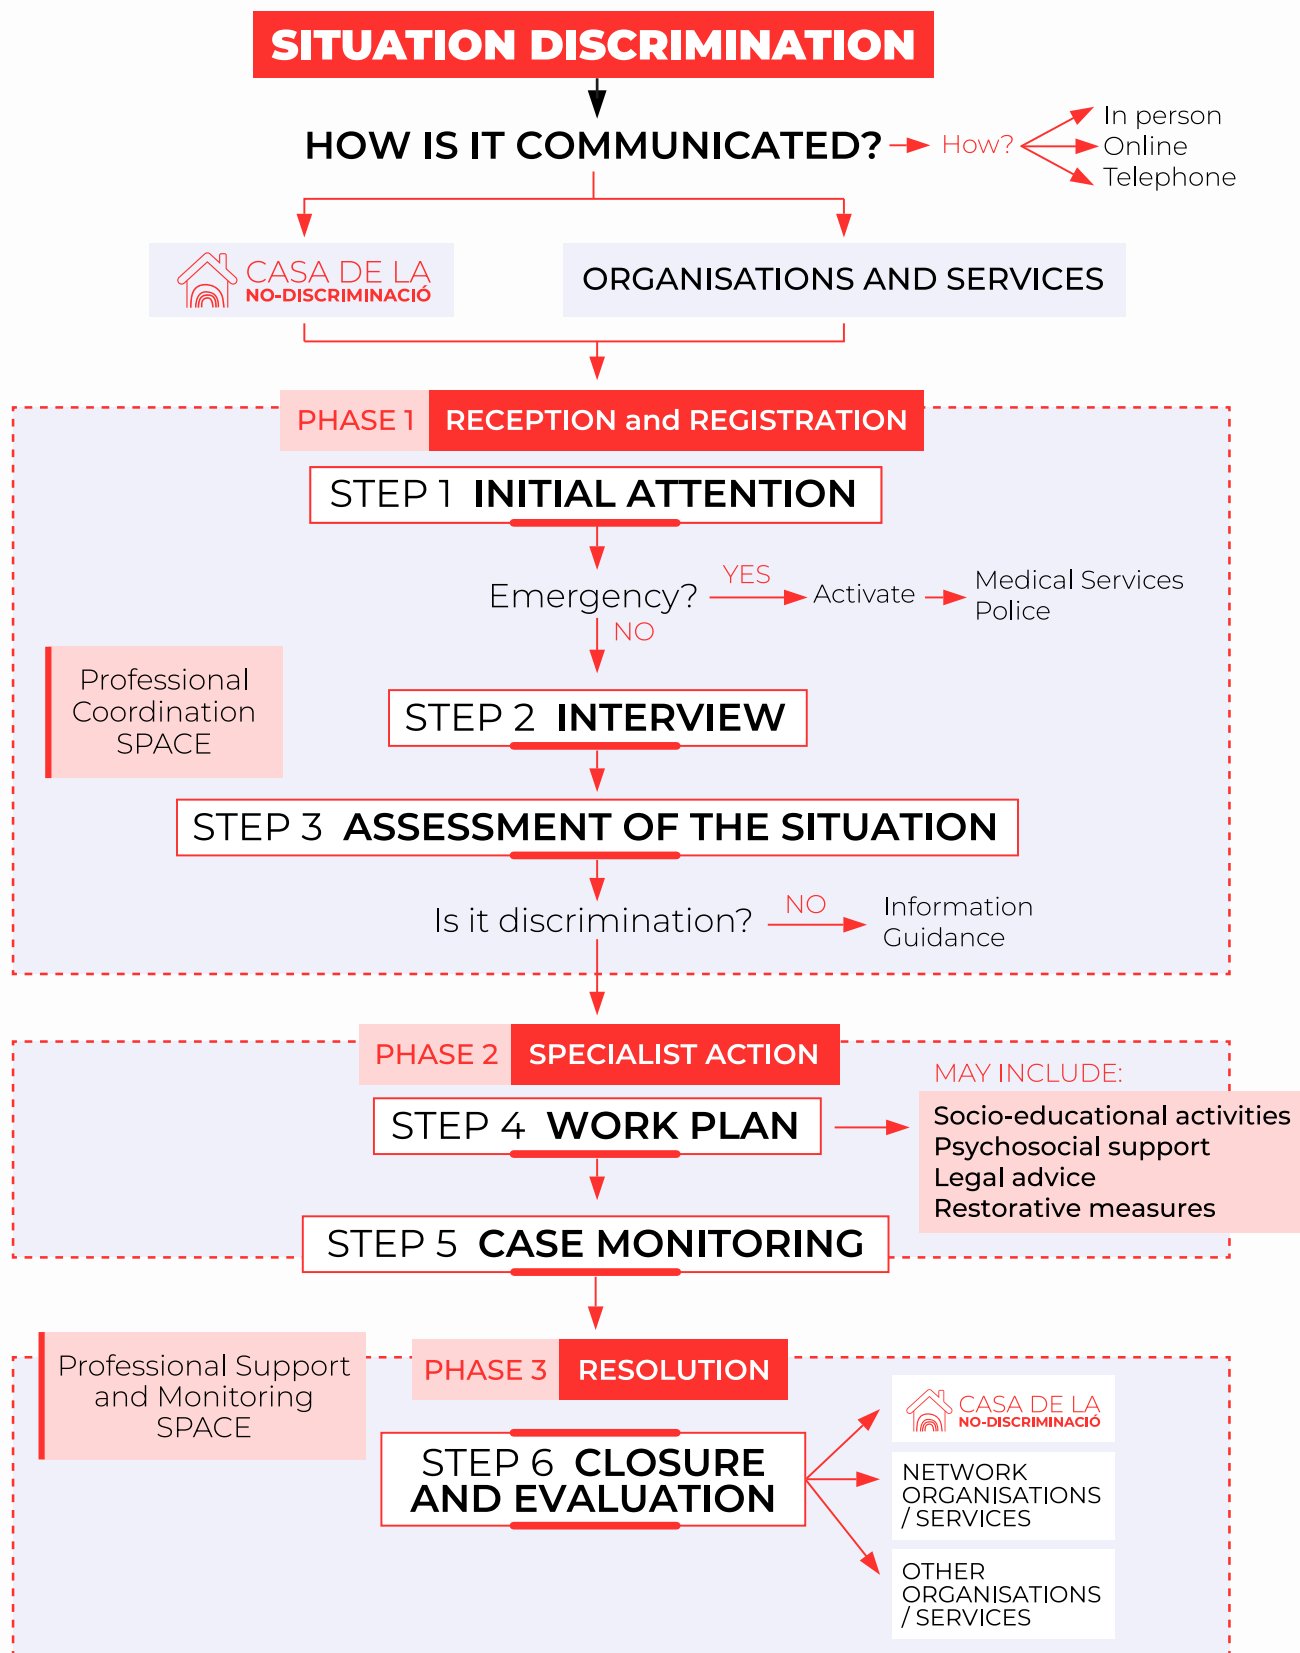 SITUATION DISCRIMINATION
HOW IS IT COMMUNICATED?
How?
In person
Online
Telephone
CASA DE LA
NO-DISCRIMINACIÓ
ORGANISATIONS AND SERVICES
PHASE 1
RECEPTION and REGISTRATION
STEP 1 INITIAL ATTENTION
Emergency?
YES
Activate
Medical Services
Police
NO
Professional
Coordination
SPACE
STEP 2 INTERVIEW
STEP 3 ASSESSMENT OF THE SITUATION
Is it discrimination?
NO
Information
Guidance
PHASE 2
SPECIALIST ACTION
STEP 4 WORK PLAN
MAY INCLUDE:
Socio-educational activities
Psychosocial support
Legal advice
Restorative measures
STEP 5 CASE MONITORING
Professional Support
and Monitoring
SPACE
PHASE 3
RESOLUTION
STEP 6 CLOSURE
AND EVALUATION
CASA DE LA
NO-DISCRIMINACIÓ
NETWORK
ORGANISATIONS
/ SERVICES
OTHER
ORGANISATIONS
/ SERVICES